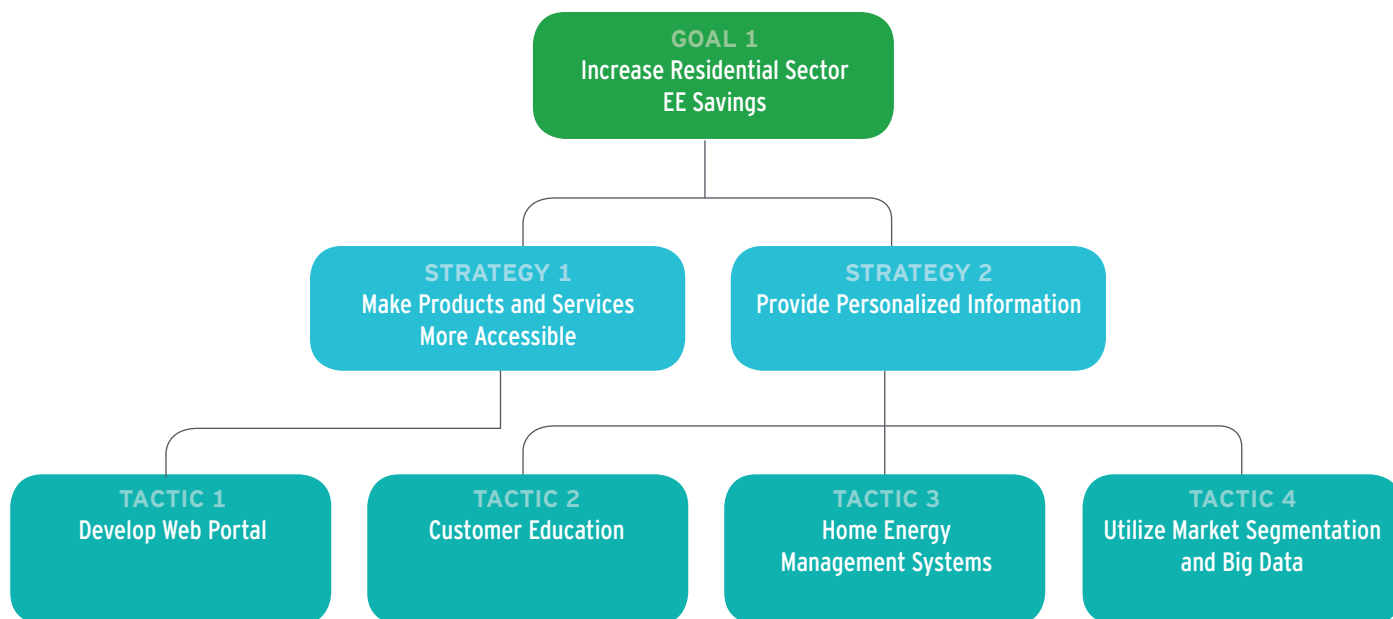 GOAL 1
Increase Residential Sector
EE Savings
STRATEGY 1
Make Products and Services
More Accessible
STRATEGY 2
Provide Personalized Information
TACTIC 1
Develop Web Portal
TACTIC 2
Customer Education
TACTIC 3
Home Energy
Management Systems
TACTIC 4
Utilize Market Segmentation
and Big Data